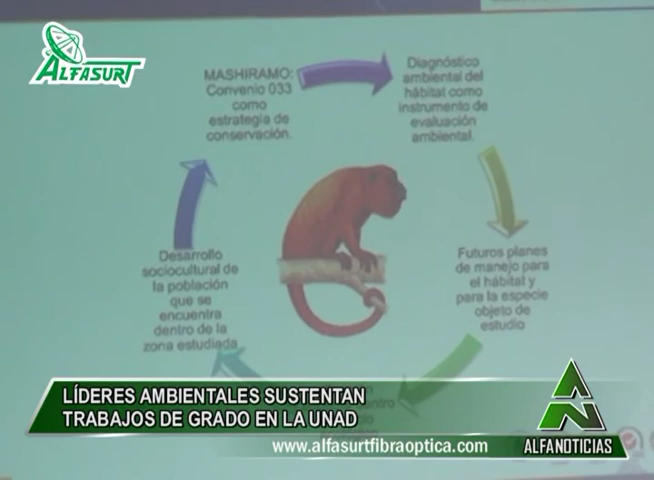 ALFASURT
MASHIRAMO:
Convenio 033
como
estrategia de
conservación.
Diagnóstico
ambiental del
hábitat como
instrumento de
evaluación
ambiental.
Futuros planes
de manejo para
el hábitat y
para la especie
objeto de
estudio
Desarrollo
sociocultural de
la población
que se
encuentra
dentro de la
zona estudiada
LÍDERES AMBIENTALES SUSTENTAN
TRABAJOS DE GRADO EN LA UNAD
www.alfasurtfibraoptica.com
ALFANOTICIAS